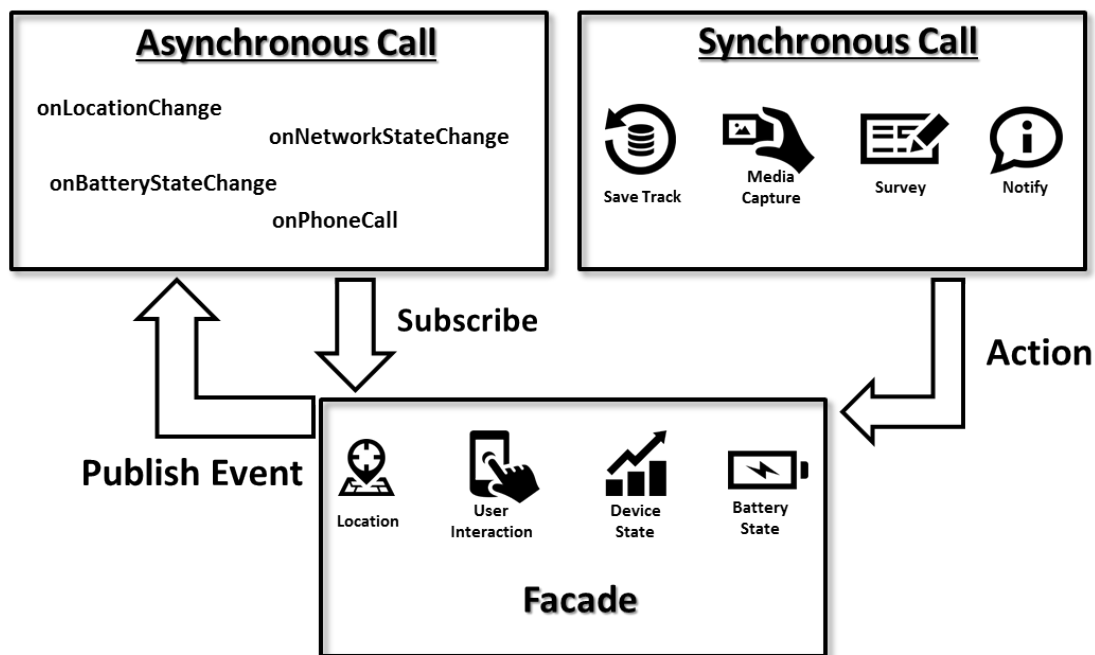 Asynchronous Call
onLocationChange
onNetworkStateChange
onBatteryStateChange
onPhoneCall
Synchronous Call
Save Track
Media
Capture
Survey
Notify
Subscribe
Action
Publish Event
Location
User
Interaction
Device
State
Battery
State
Facade